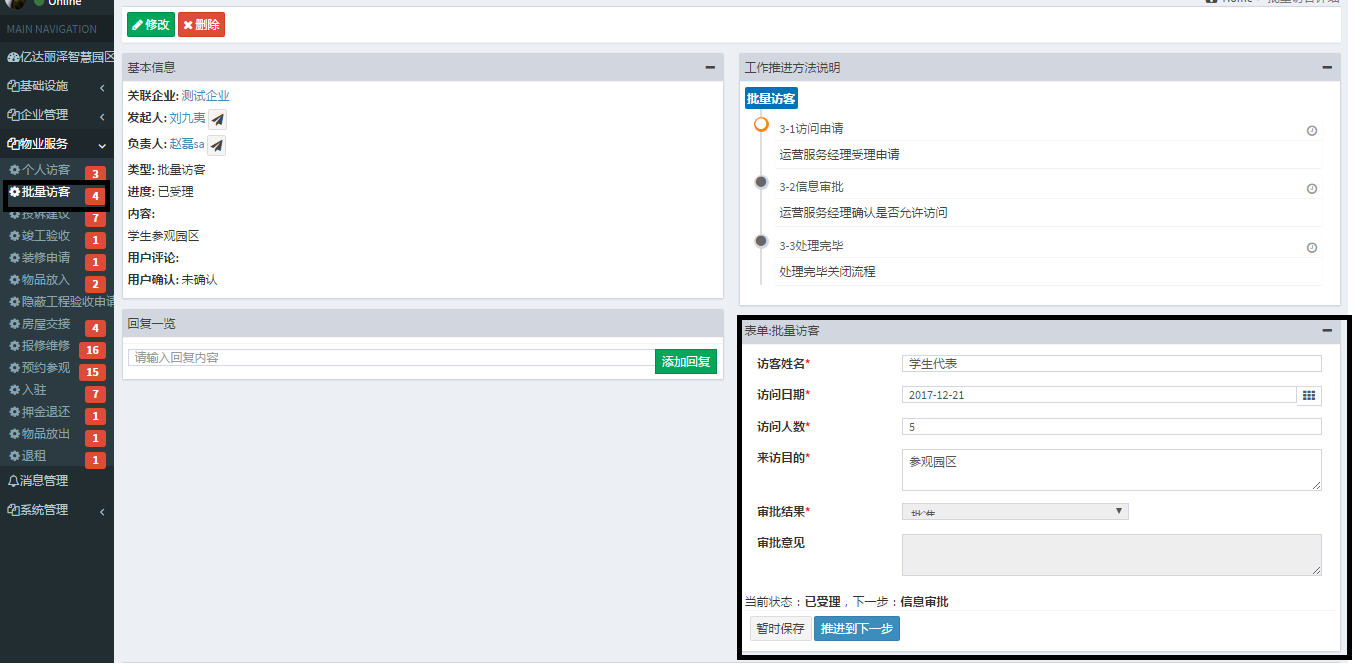 Online
MAIN NAVIGATION
亿达丽泽智慧园区
基础设施
企业管理
物业服务
个人访客 3
批量访客 4
投诉建议 7
竣工验收 1
装修申请 1
物品放入 2
隐蔽工程验收申请
房屋交接 4
报修维修 16
预约参观 15
入驻 7
押金退还 1
物品放出 1
退租 1
消息管理
系统管理
Home > 批量访客详细
修改 删除
基本信息
关联企业: 测试企业
发起人: 刘九夷
负责人: 赵磊sa
类型: 批量访客
进度: 已受理
内容:
学生参观园区
用户评论:
用户确认: 未确认
回复一览
请输入回复内容 添加回复
工作推进方法说明
批量访客
3-1访问申请
运营服务经理受理申请
3-2信息审批
运营服务经理确认是否允许访问
3-3处理完毕
处理完毕关闭流程
表单:批量访客
访客姓名* 学生代表
访问日期* 2017-12-21
访问人数* 5
来访目的* 参观园区
审批结果* 批准
审批意见
当前状态：已受理，下一步：信息审批
暂时保存 推进到下一步